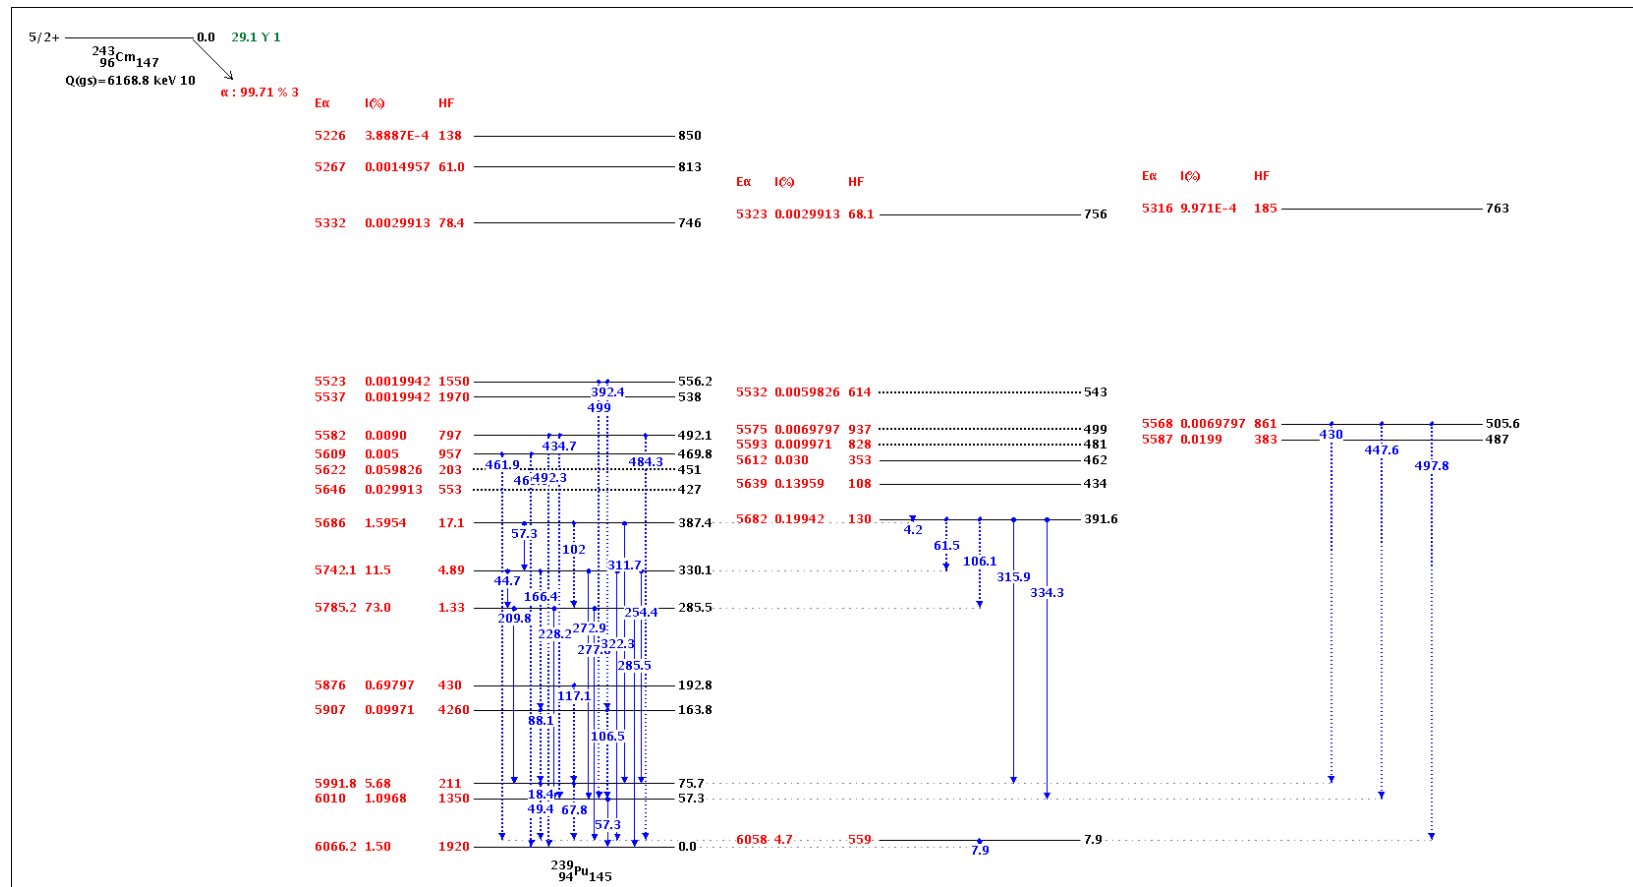 5/2+ 0.0 29.1 Y 1
243
96 Cm 147
Q(gs)=6168.8 keV 10
α : 99.71 % 3
Eα I(%) HF
5226 3.8887E-4 138 850
5267 0.0014957 61.0 813
Eα I(%) HF
Eα I(%) HF
5316 9.971E-4 185 763
5323 0.0029913 68.1 756
5332 0.0029913 78.4 746
5523 0.0019942 1550 556.2
392.4
5532 0.0059826 614 543
5537 0.0019942 1970 538
499
5568 0.0069797 861 505.6
5575 0.0069797 937 499
5582 0.0090 797 492.1
430
5587 0.0199 383 487
5593 0.009971 828 481
434.7
447.6
5609 0.005 957 469.8
5612 0.030 353 462
461.9
484.3
497.8
5622 0.059826 203 451
492.3
5639 0.13959 108 434
5646 0.029913 553 427
5682 0.19942 130 391.6
5686 1.5954 17.1 387.4
4.2
57.3
61.5
102
106.1
311.7
5742.1 11.5 4.89 330.1
315.9
44.7
334.3
166.4
5785.2 73.0 1.33 285.5
254.4
209.8
272.9
228.2
322.3
285.5
5876 0.69797 430 192.8
117.1
5907 0.09971 4260 163.8
88.1
106.5
5991.8 5.68 211 75.7
18.4
6010 1.0968 1350 57.3
49.4
67.8
57.3
6058 4.7 559 7.9
6066.2 1.50 1920 0.0
7.9
239
94 Pu 145